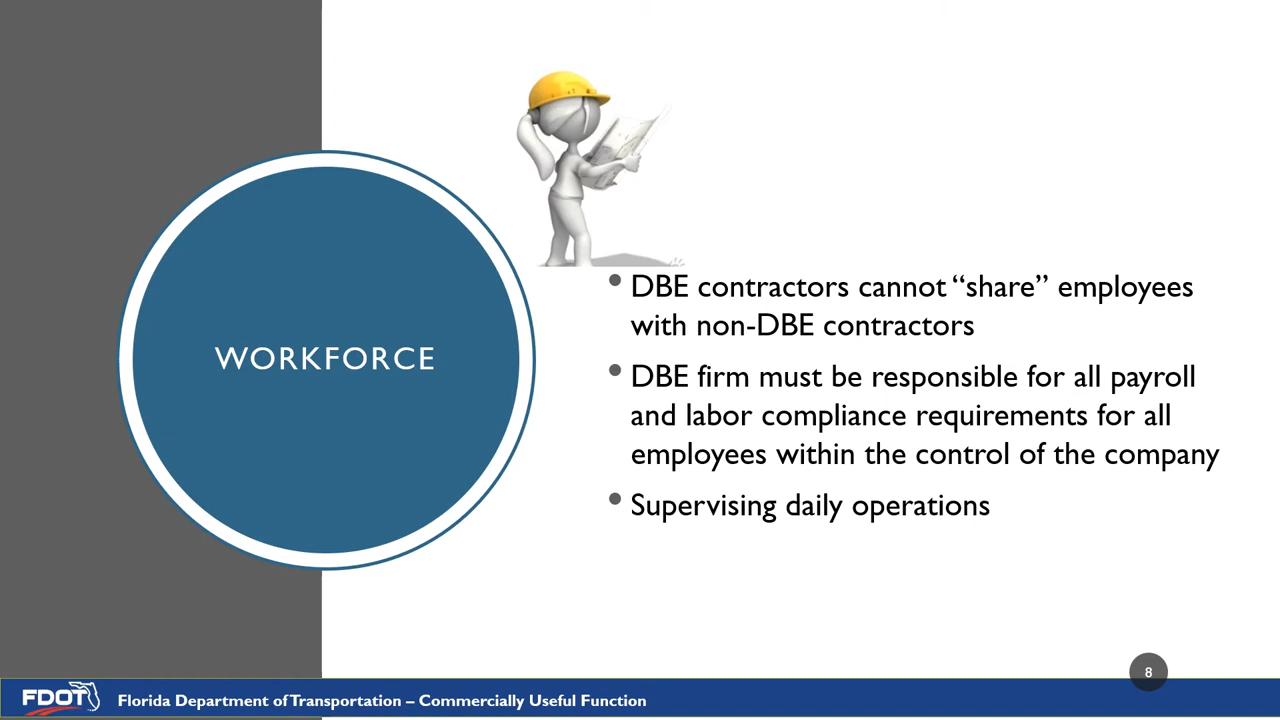 WORKFORCE
• DBE contractors cannot “share” employees
with non-DBE contractors
• DBE firm must be responsible for all payroll
and labor compliance requirements for all
employees within the control of the company
• Supervising daily operations
8
FDOT
Florida Department of Transportation – Commercially Useful Function